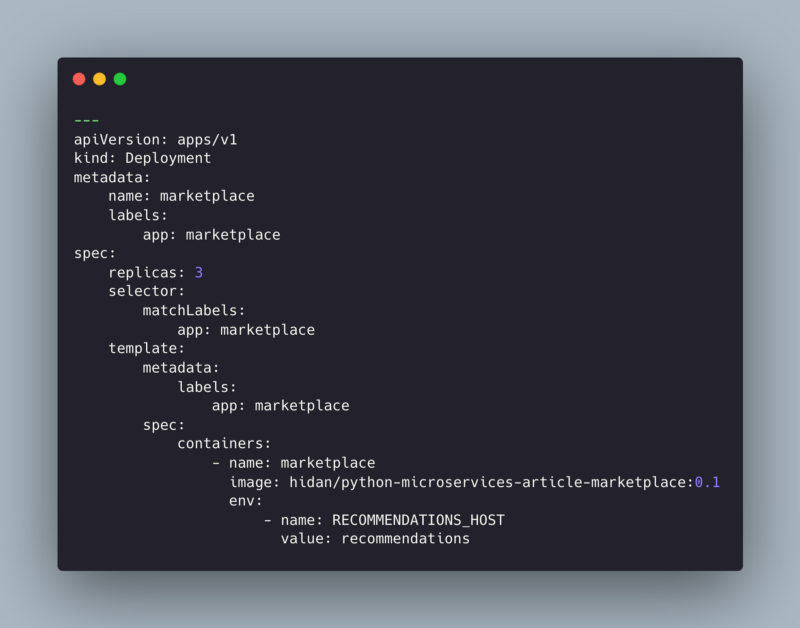 ---
apiVersion: apps/v1
kind: Deployment
metadata:
    name: marketplace
    labels:
        app: marketplace
spec:
    replicas: 3
    selector:
        matchLabels:
            app: marketplace
    template:
        metadata:
            labels:
                app: marketplace
        spec:
            containers:
                - name: marketplace
                  image: hidan/python-microservices-article-marketplace:0.1
                  env:
                      - name: RECOMMENDATIONS_HOST
                        value: recommendations